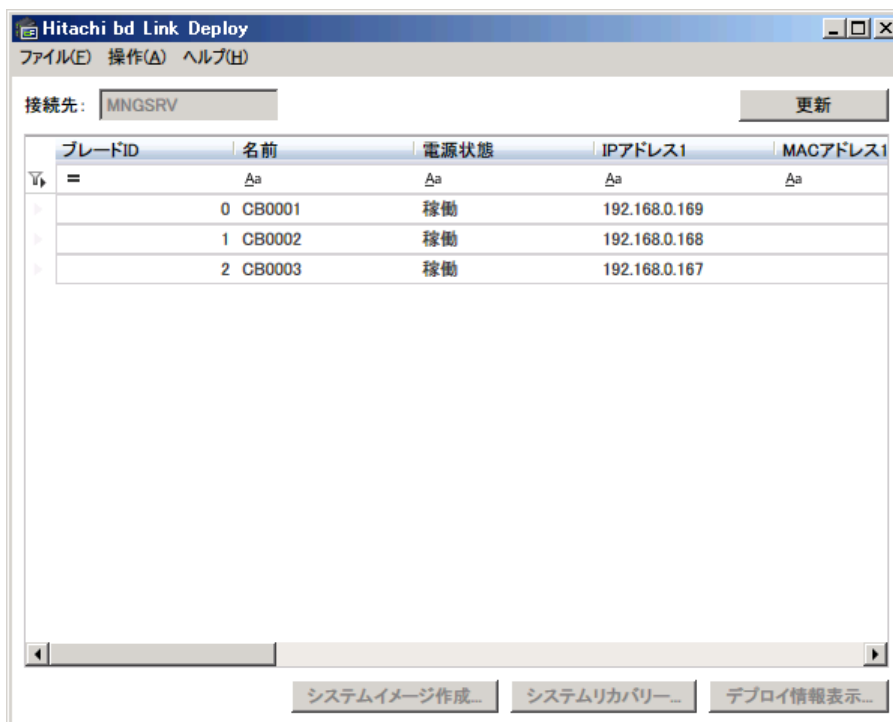 Hitachi bd Link Deploy
ファイル(F) 操作(A) ヘルプ(H)
接続先: MNGSRV 更新
ブレードID 名前 電源状態 IPアドレス1 MACアドレス1
= Aa Aa Aa Aa
0 CB0001 稼働 192.168.0.169
1 CB0002 稼働 192.168.0.168
2 CB0003 稼働 192.168.0.167
システムイメージ作成... システムリカバリー... デプロイ情報表示...